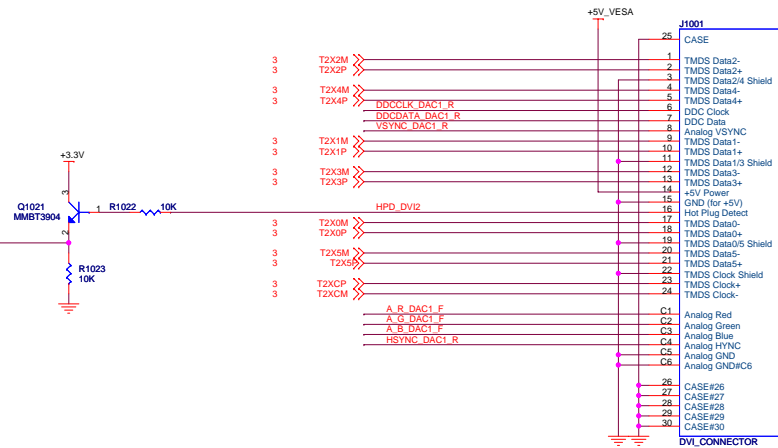 +5V_VESA
J1001
25 CASE
3 T2X2M 1 TMDS Data2-
3 T2X2P 2 TMDS Data2+
3 TMDS Data2/4 Shield
3 T2X4M 4 TMDS Data4-
3 T2X4P 5 TMDS Data4+
DDCCLK_DAC1_R 6 DDC Clock
DDCDATA_DAC1_R 7 DDC Data
VSYNC_DAC1_R 8 Analog VSYNC
3 T2X1M 9 TMDS Data1-
3 T2X1P 10 TMDS Data1+
+3.3V 11 TMDS Data1/3 Shield
3 T2X3M 12 TMDS Data3-
3 T2X3P 13 TMDS Data3+
3 14 +5V Power
15 GND (for +5V)
Q1021 1 R1022 10K HPD_DVI2 16 Hot Plug Detect
MMBT3904
3 T2X0M 17 TMDS Data0-
3 T2X0P 18 TMDS Data0+
2 19 TMDS Data0/5 Shield
3 T2X5M 20 TMDS Data5-
3 T2X5P 21 TMDS Data5+
R1023 22 TMDS Clock Shield
10K
3 T2XCP 23 TMDS Clock+
3 T2XCM 24 TMDS Clock-
A_R_DAC1_F C1 Analog Red
A_G_DAC1_F C2 Analog Green
A_B_DAC1_F C3 Analog Blue
HSYNC_DAC1_R C4 Analog HYNC
C5 Analog GND
C6 Analog GND#C6
26 CASE#26
27 CASE#27
28 CASE#28
29 CASE#29
30 CASE#30
DVI_CONNECTOR